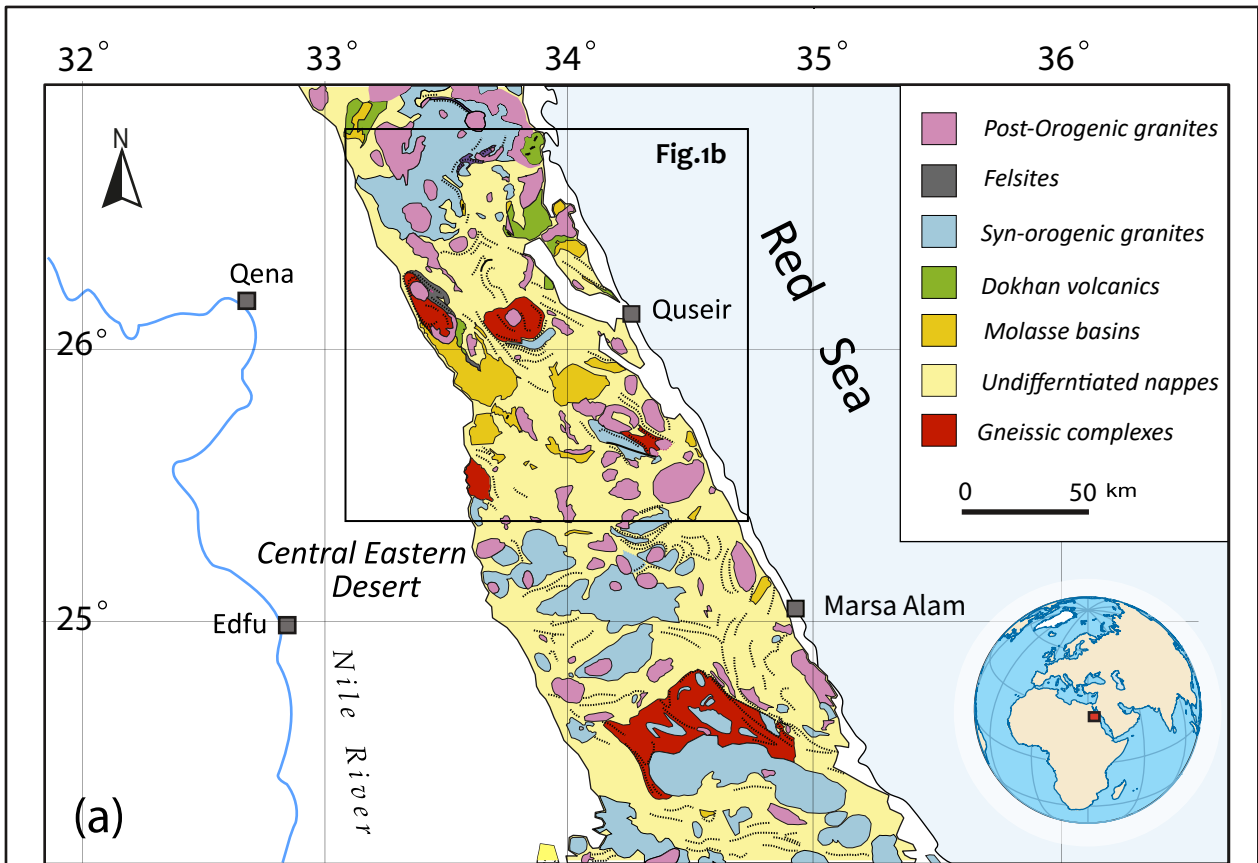 32°
33°
34°
35°
36°
N
Fig.1b
Post-Orogenic granites
Felsites
Syn-orogenic granites
Dokhan volcanics
Molasse basins
Undifferntiated nappes
Gneissic complexes
0 50 km
Red Sea
Qena
Quseir
26°
Central Eastern
Desert
25°
Edfu
Marsa Alam
Nile River
(a)